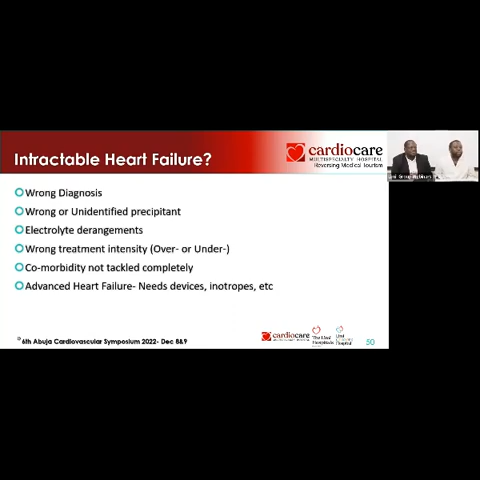 Intractable Heart Failure?
cardiocare
MULTISPECIALTY HOSPITAL
Reversing Medical Tourism
Wrong Diagnosis
Wrong or Unidentified precipitant
Electrolyte derangements
Wrong treatment intensity (Over- or Under-)
Co-morbidity not tackled completely
Advanced Heart Failure- Needs devices, inotropes, etc
6th Abuja Cardiovascular Symposium 2022- Dec 8&9
cardiocare
50